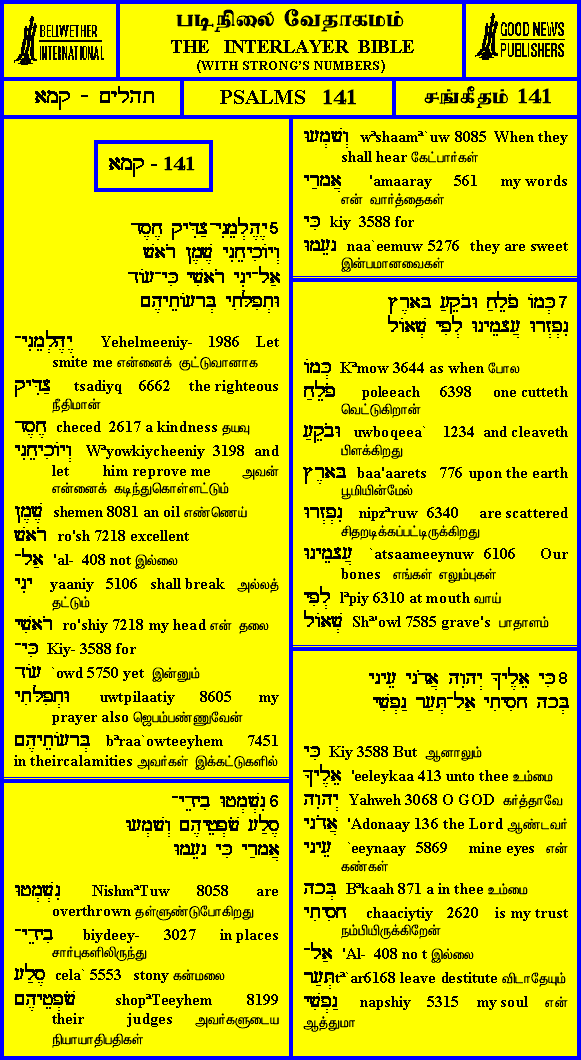 BELLWETHER
INTERNATIONAL
படிநிலை வேதாகமம்
THE INTERLAYER BIBLE
(WITH STRONG'S NUMBERS)
GOOD NEWS
PUBLISHERS
תהלים - קמא
PSALMS 141
சங்கீதம் 141
קמא - 141
5 יֶהֶלְמֵנִי־צַדִּיק חֶסֶד
וְיוֹכִיחֵנִי שֶׁמֶן רֹאשׁ
אַל־יָנִי רֹאשִׁי כִּי־עוֹד
וּתְפִלָּתִי בְּרָעוֹתֵיהֶם
יֶהֶלְמֵנִי־ Yehelmeeniy- 1986 Let
smite me என்னைக் குட்டுவானாக
צַדִּיק tsadiyq 6662 the righteous
நீதிமான்
חֶסֶד checed 2617 a kindness தயவு
וְיוֹכִיחֵנִי Wªyowkiycheeniy 3198 and
let him reprove me அவன்
என்னைக் கடிந்துகொள்ளட்டும்
שֶׁמֶן shemen 8081 an oil எண்ணெய்
רֹאשׁ ro'sh 7218 excellent
אַל־ 'al- 408 not இல்லை
יָנִי yaaniy 5106 shall break அல்லத்
தட்டும்
רֹאשִׁי ro'shiy 7218 my head என் தலை
כִּי־ Kiy- 3588 for
עוֹד `owd 5750 yet இன்னும்
וּתְפִלָּתִי uwtpilaatiy 8605 my
prayer also ஜெபம்பண்ணுவேன்
בְּרָעוֹתֵיהֶם bªraa`owteeyhem 7451
in theircalamities அவர்கள் இக்கட்டுகளில்
6 נִשְׁמְטוּ בִידֵי־
סֶלַע שֹׁפְטֵיהֶם וְשָׁמְעוּ
אֲמָרַי כִּי נָעֵמוּ
נִשְׁמְטוּ NishmªTuw 8058 are
overthrown தள்ளுண்டுபோகிறது
בִידֵי־ biydeey- 3027 in places
சார்புகளிலிருந்து
סֶלַע cela` 5553 stony கன்மலை
שֹׁפְטֵיהֶם shopªTeeyhem 8199
their judges அவர்களுடைய
நியாயாதிபதிகள்
וְשָׁמְעוּ wªshaamª`uw 8085 When they
shall hear கேட்பார்கள்
אֲמָרַי 'amaaray 561 my words
என் வார்த்தைகள்
כִּי kiy 3588 for
נָעֵמוּ naa`eemuw 5276 they are sweet
இன்பமானவைகள்
7 כְּמוֹ פֹלֵחַ וּבֹקֵעַ בָּאָרֶץ
נִפְזְרוּ עֲצָמֵינוּ לְפִי שְׁאוֹל
כְּמוֹ Kªmow 3644 as when போல
פֹלֵחַ poleeach 6398 one cutteth
வெட்டுகிறான்
וּבֹקֵעַ uwboqeea` 1234 and cleaveth
பிளக்கிறது
בָּאָרֶץ baa'aarets 776 upon the earth
பூமியின்மேல்
נִפְזְרוּ nipzªruw 6340 are scattered
சிதறடிக்கப்பட்டிருக்கிறது
עֲצָמֵינוּ `atsaameeynuw 6106 Our
bones எங்கள் எலும்புகள்
לְפִי lªpiy 6310 at mouth வாய்
שְׁאוֹל Shª'owl 7585 grave's பாதாளம்
8 כִּי אֵלֶיךָ יְהוִה אֲדֹנָי עֵינָי
בְּכָה חָסִיתִי אַל־תְּעַר נַפְשִׁי
כִּי Kiy 3588 But ஆனாலும்
אֵלֶיךָ 'eeleykaa 413 unto thee உம்மை
יְהוִה Yahweh 3068 O GOD கர்த்தாவே
אֲדֹנָי 'Adonaay 136 the Lord ஆண்டவர்
עֵינָי `eeynaay 5869 mine eyes என்
கண்கள்
בְּכָה Bªkaah 871 a in thee உம்மை
חָסִיתִי chaaciytiy 2620 is my trust
நம்பியிருக்கிறேன்
אַל־ 'Al- 408 no t இல்லை
תְּעַר tª`ar6168 leave destitute விடாதேயும்
נַפְשִׁי napshiy 5315 my soul என்
ஆத்துமா